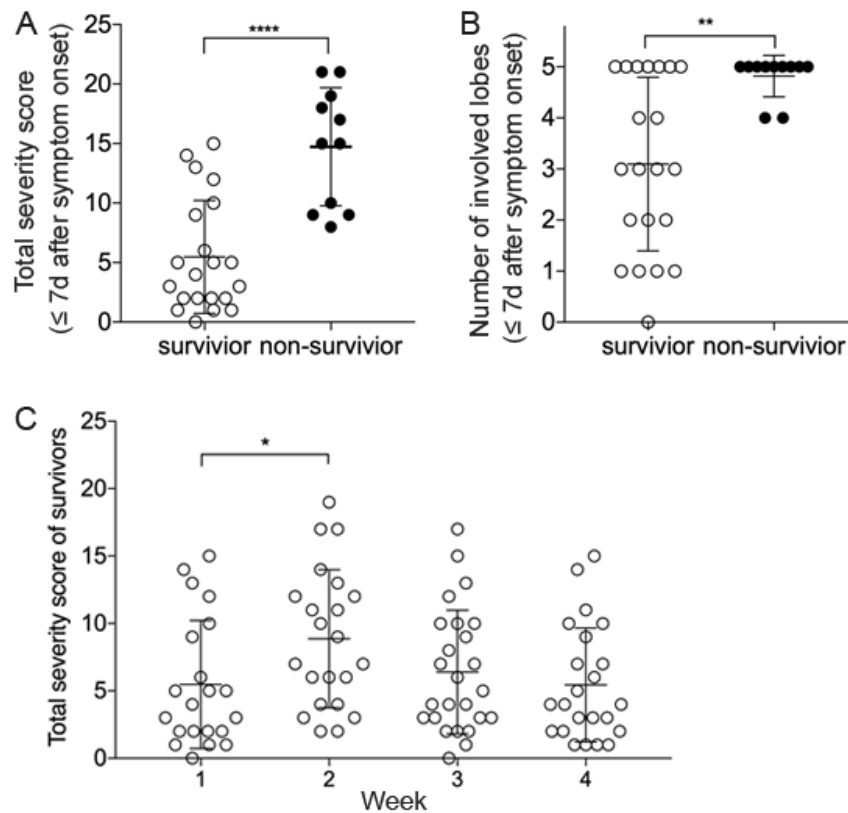 A
Total severity score
(≤ 7d after symptom onset)
25
20
15
10
5
0
****
survivior non-survivior
B
Number of involved lobes
(≤ 7d after symptom onset)
5
4
3
2
1
0
**
survivior non-survivior
C
Total severity score of survivors
25
20
15
10
5
0
*
1 2 3 4
Week